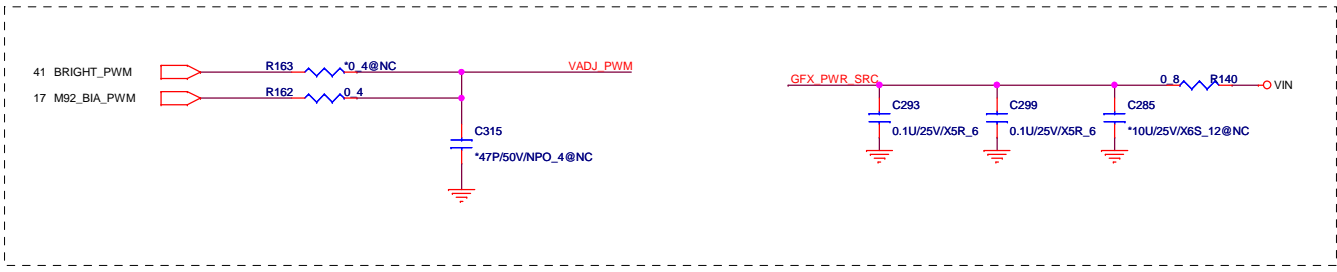 41 BRIGHT_PWM
R163
*0_4@NC
VADJ_PWM
17 M92_BIA_PWM
R162
0_4
C315
*47P/50V/NPO_4@NC
GFX_PWR_SRC
0_8
R140
VIN
C293
0.1U/25V/X5R_6
C299
0.1U/25V/X5R_6
C285
*10U/25V/X6S_12@NC